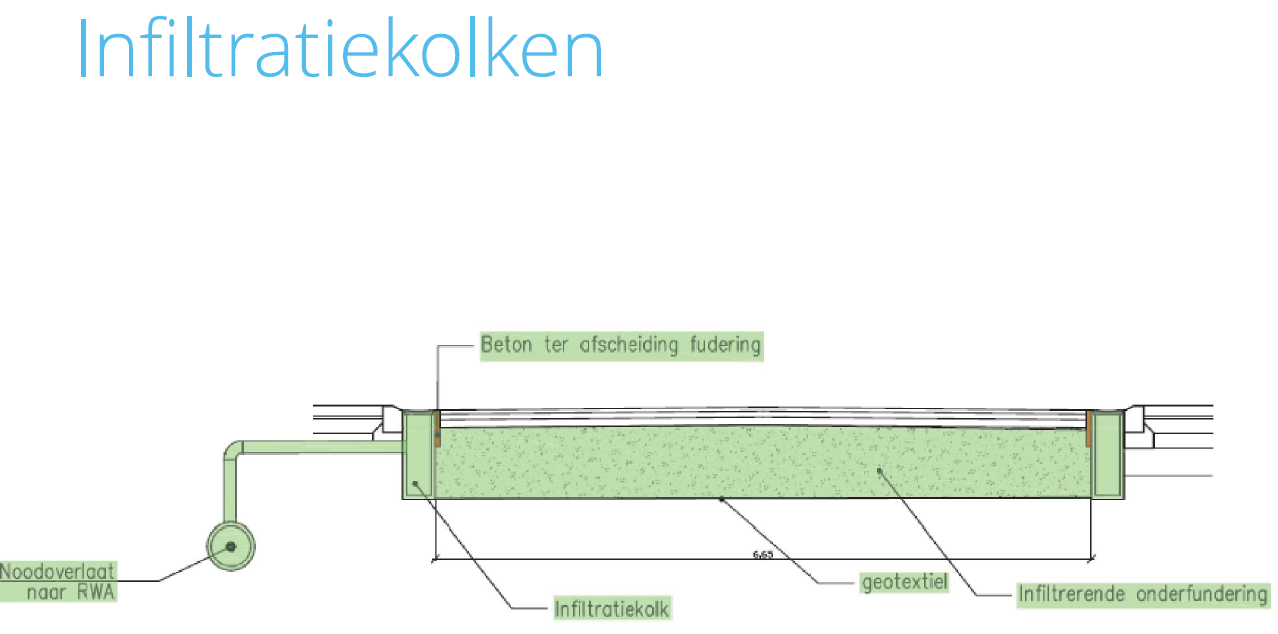 Infiltratiekolken
Beton ter afscheiding fudering
6,65
Noodoverlaat
naar RWA
geotextiel
Infiltrerende onderfundering
Infiltratiekolk